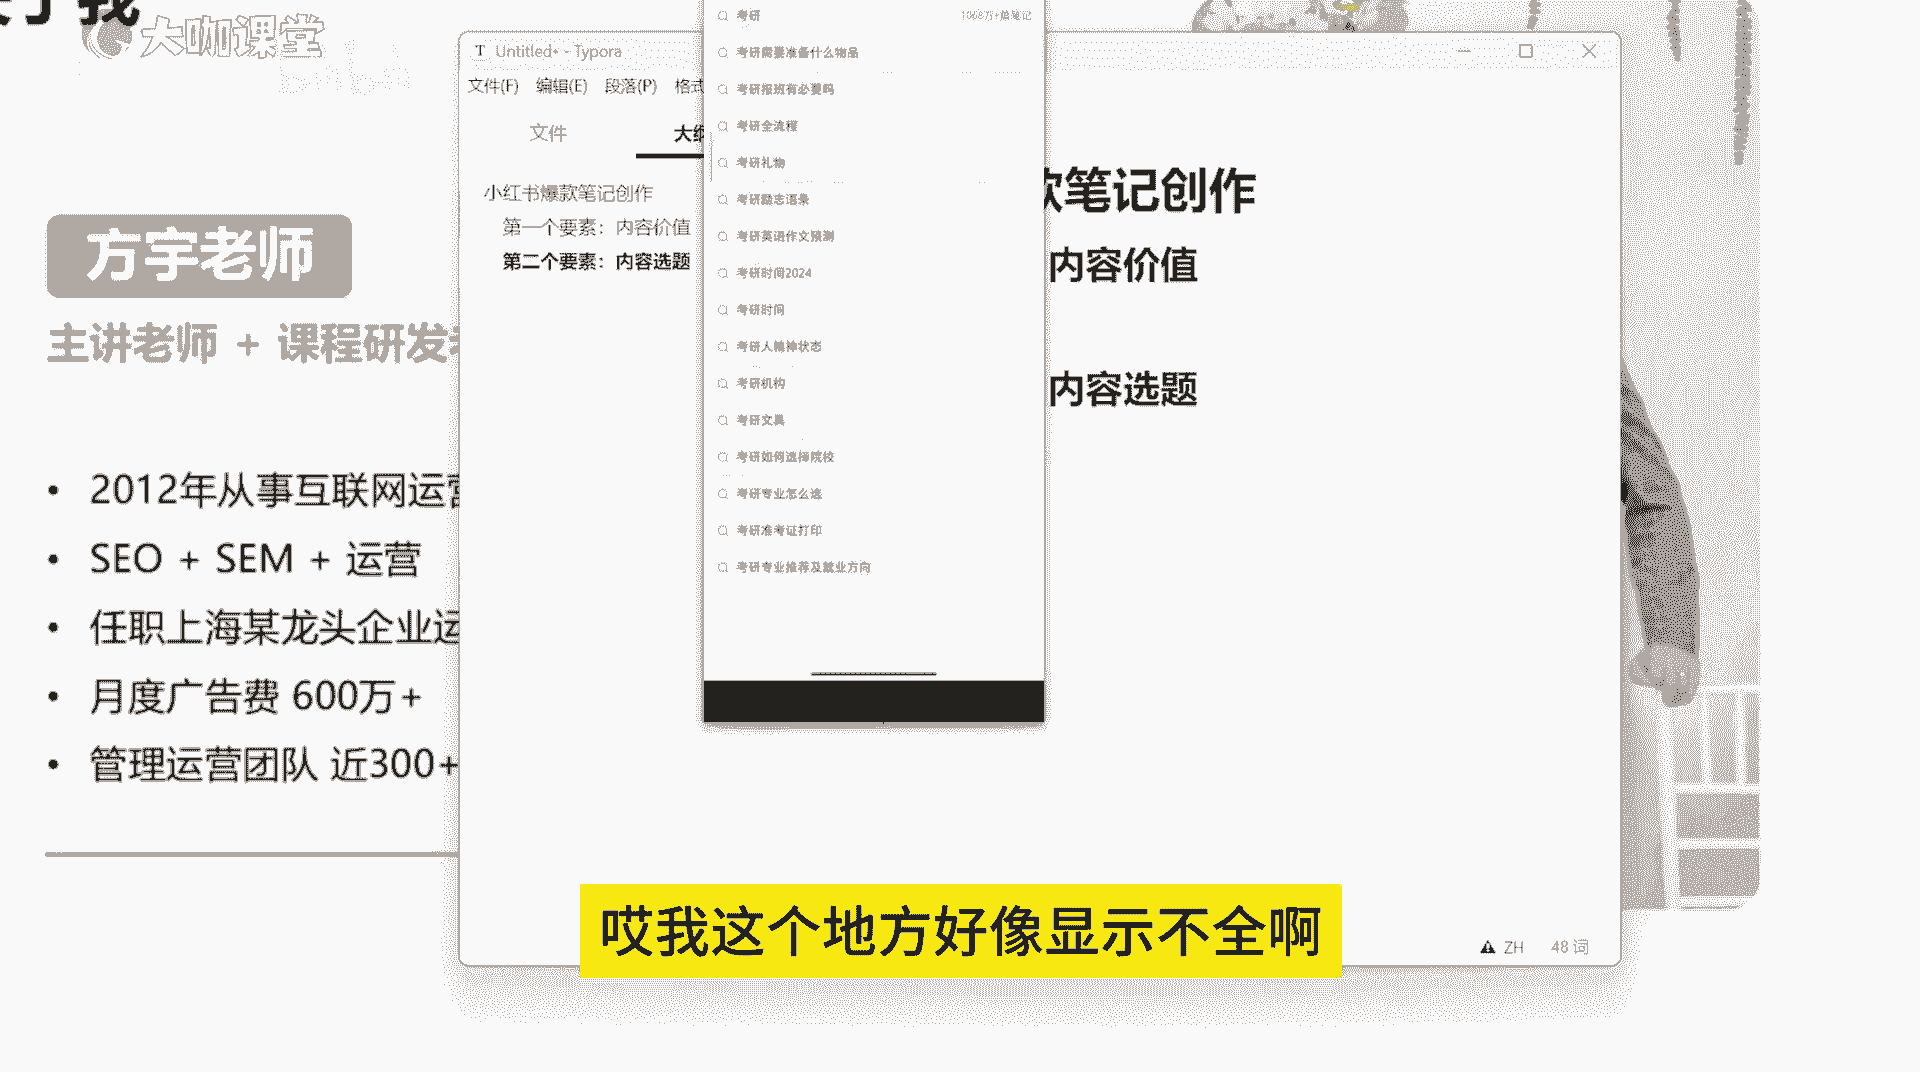 大咖课堂
方宇老师
主讲老师 + 课程研发老
• 2012年从事互联网运营
• SEO + SEM + 运营
• 任职上海某龙头企业运
• 月度广告费 600万+
• 管理运营团队 近300+
Untitled• - Typora
文件(F) 编辑(E) 段落(P) 格式
文件 大纲
小红书爆款笔记创作
第一个要素：内容价值
第二个要素：内容选题
考研 1068万+篇笔记
考研需要准备什么物品
考研报班有必要吗
考研全流程
考研礼物
考研励志语录
考研英语作文预测
考研时间2024
考研时间
考研人精神状态
考研机构
考研文具
考研如何选择院校
考研专业怎么选
考研准考证打印
考研专业推荐及就业方向
款笔记创作
内容价值
内容选题
ZH 48 词
哎我这个地方好像显示不全啊